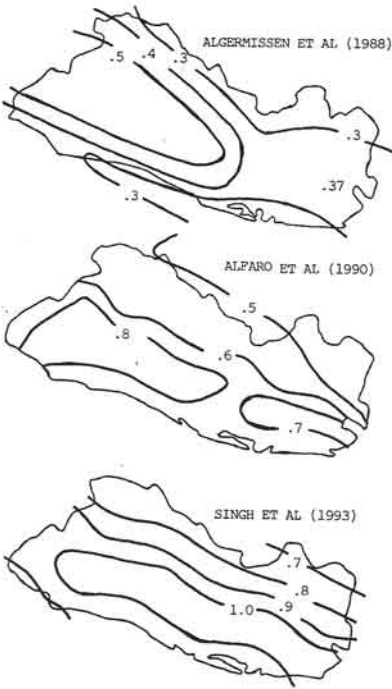 ALGERMISSEN ET AL (1988)
.5 .4 .3
.3
.37
.3
ALFARO ET AL (1990)
.5
.8
.6
.7
SINGH ET AL (1993)
.7
.8
1.0 .9